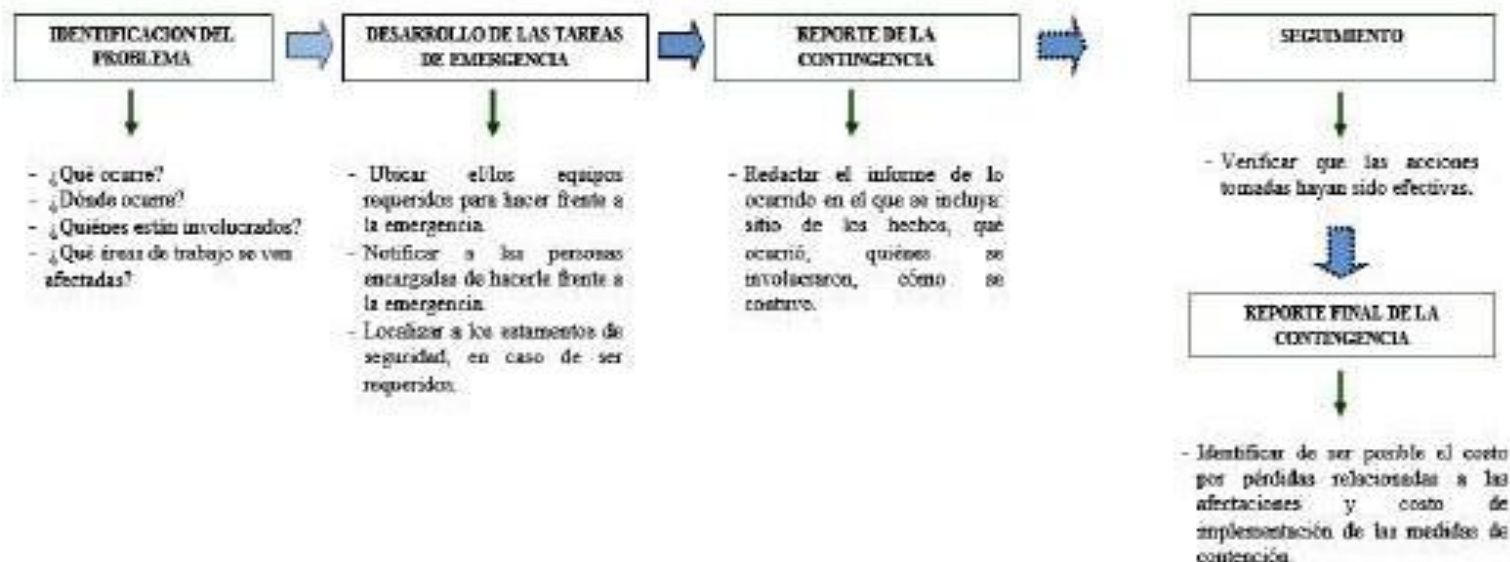 IDENTIFICACION DEL
PROBLEMA
- ¿Qué ocurre?
- ¿Dónde ocurre?
- ¿Quiénes están involucrados?
- ¿Qué áreas de trabajo se ven
afectadas?
DESARROLLO DE LAS TAREAS
DE EMERGENCIA
- Ubicar el/los equipos
requeridos para hacer frente a
la emergencia.
- Notificar a las personas
encargadas de hacerle frente a
la emergencia.
- Localizar a los estamentos de
seguridad, en caso de ser
requeridos.
REPORTE DE LA
CONTINGENCIA
- Redactar el informe de lo
ocurrido en el que se incluya:
sitio de los hechos, qué
ocurrió, quiénes se
involucraron, cómo se
contuvo.
SEGUIMIENTO
- Verificar que las acciones
tomadas hayan sido efectivas.
REPORTE FINAL DE LA
CONTINGENCIA
- Identificar de ser posible el costo
por pérdidas relacionadas a las
afectaciones y costo de
implementación de las medidas de
contención.